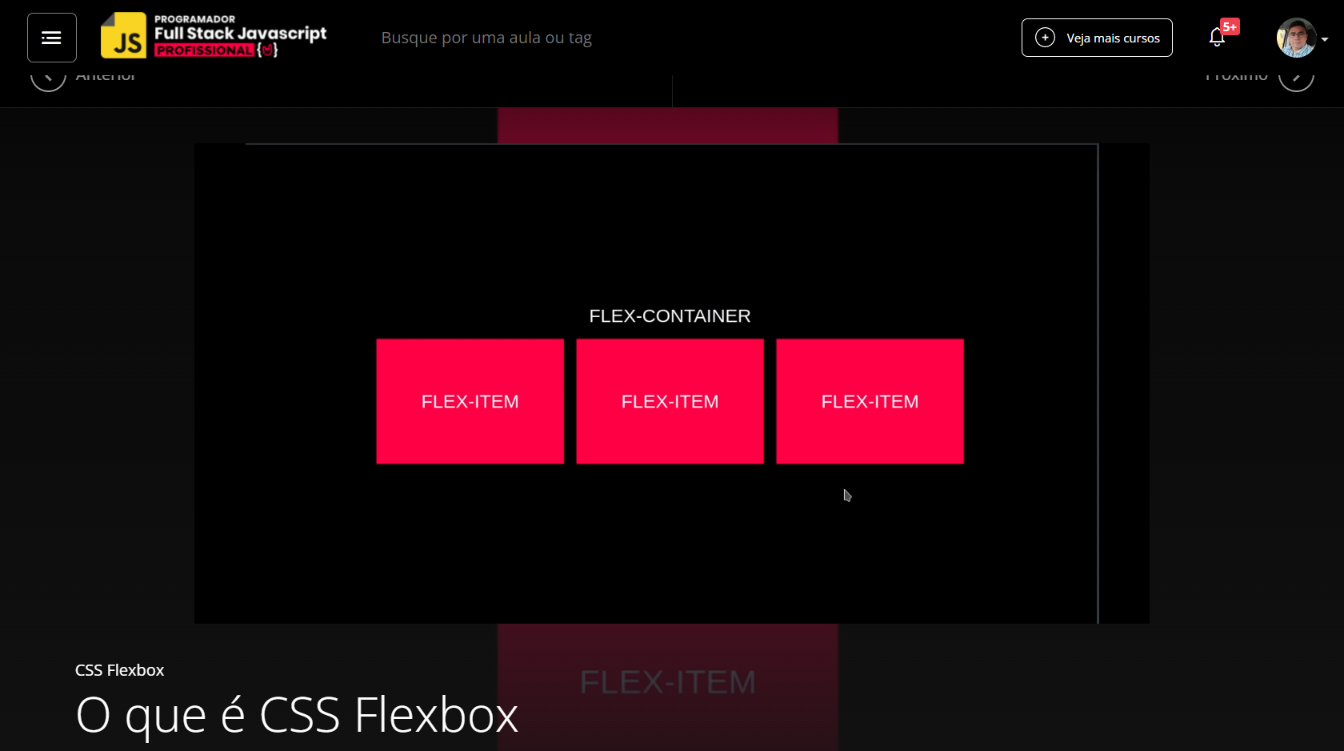 PROGRAMADOR
JS Full Stack Javascript
PROFISSIONAL { }
Busque por uma aula ou tag
Veja mais cursos
5+
Anterior
Próximo
FLEX-CONTAINER
FLEX-ITEM FLEX-ITEM FLEX-ITEM
FLEX-ITEM
CSS Flexbox
O que é CSS Flexbox